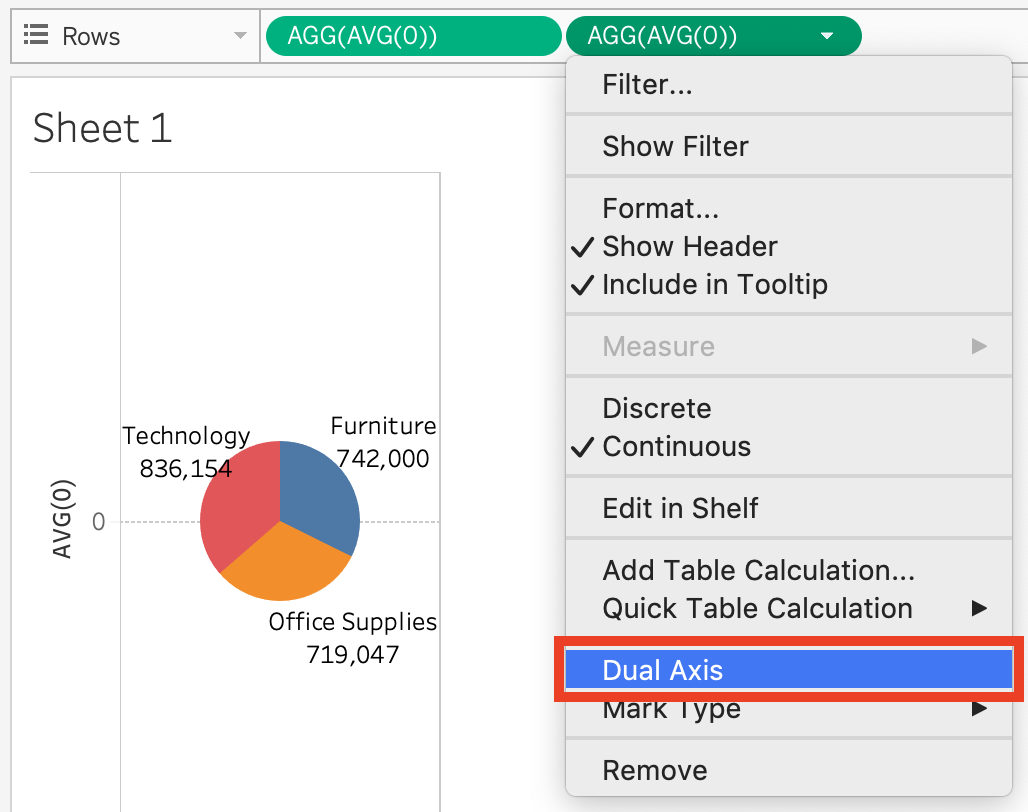 Rows
AGG(AVG(0))
AGG(AVG(0))
Sheet 1
Filter...
Show Filter
Format...
Show Header
Include in Tooltip
Measure
Discrete
Continuous
Edit in Shelf
Add Table Calculation...
Quick Table Calculation
Dual Axis
Mark Type
Remove
AVG(0)
0
Technology
836,154
Furniture
742,000
Office Supplies
719,047